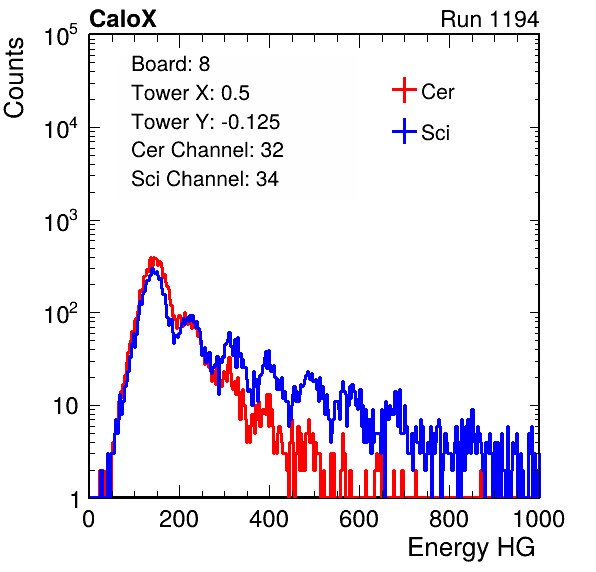 CaloX Run 1194
Counts
10^5
10^4
10^3
10^2
10
1
Board: 8
Tower X: 0.5
Tower Y: -0.125
Cer Channel: 32
Sci Channel: 34
Cer
Sci
0 200 400 600 800 1000
Energy HG